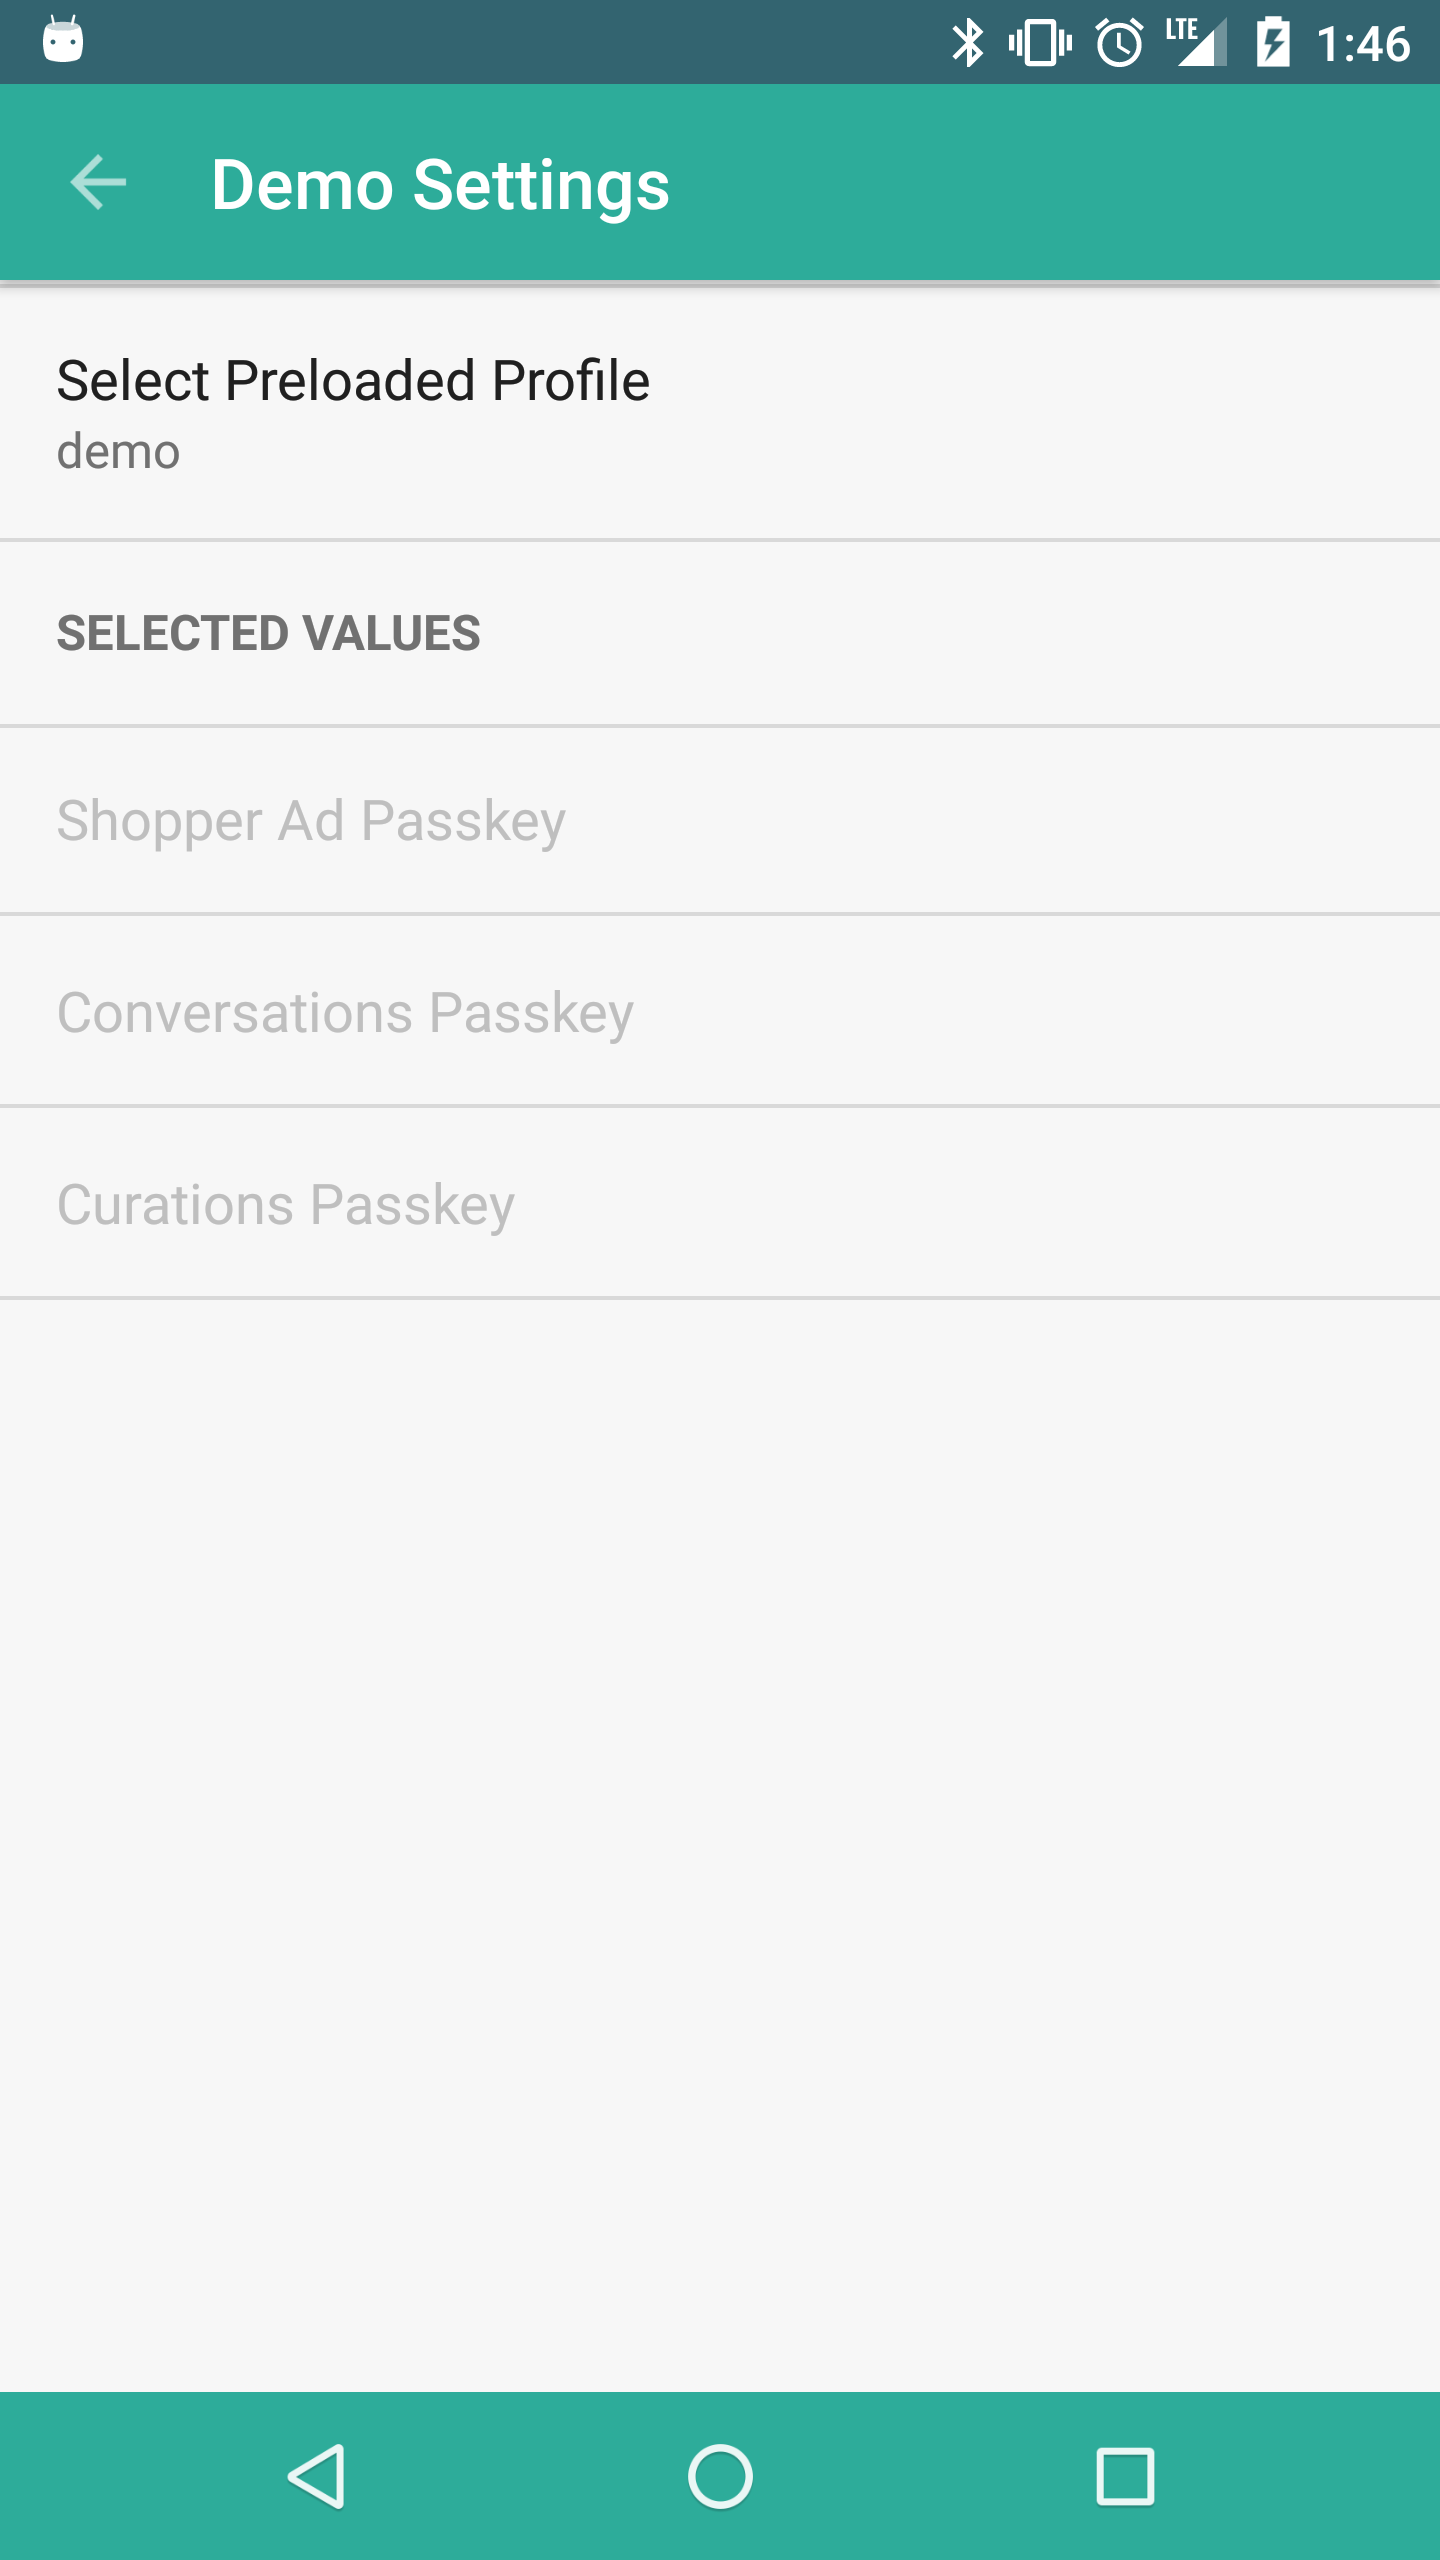 LTE 1:46
Demo Settings
Select Preloaded Profile
demo
SELECTED VALUES
Shopper Ad Passkey
Conversations Passkey
Curations Passkey